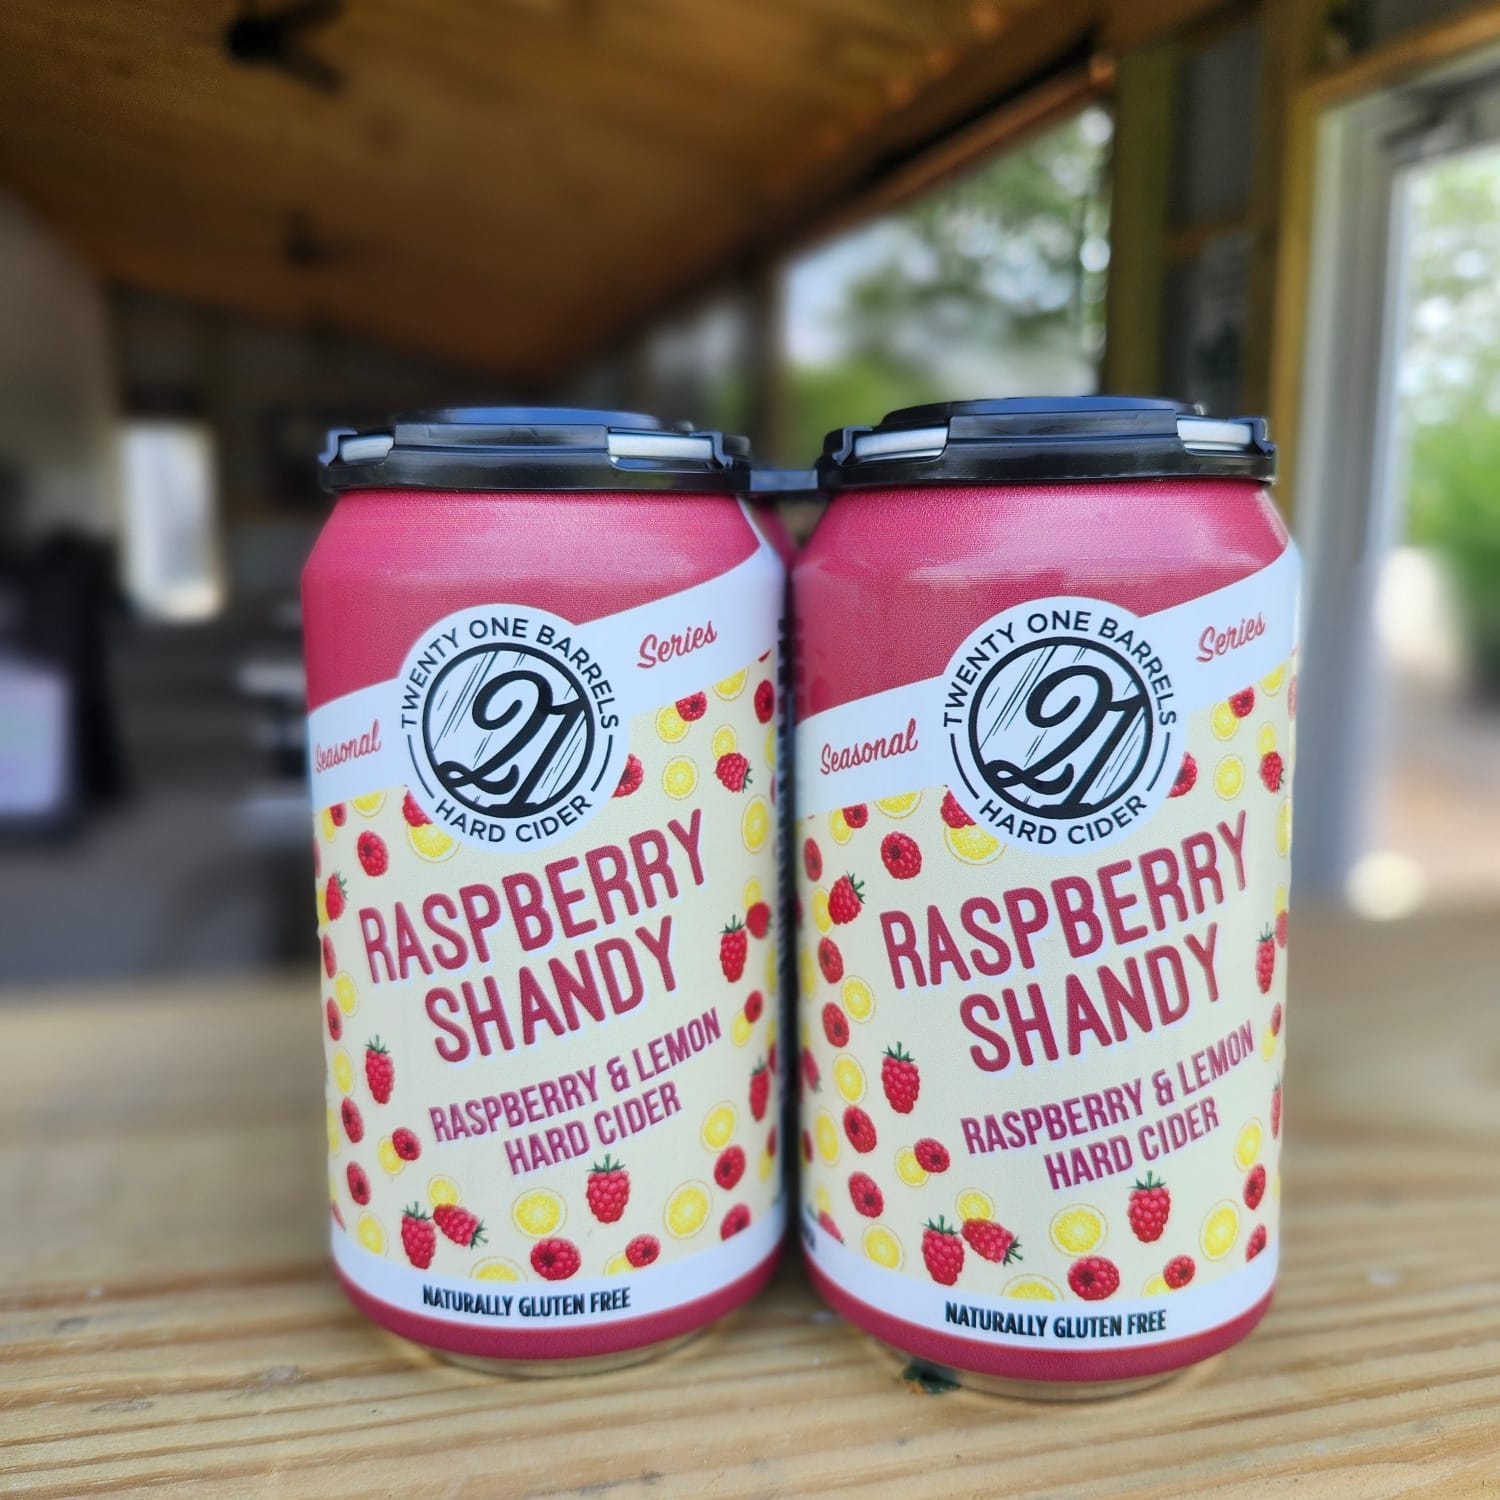 TWENTY ONE BARRELS
21
HARD CIDER
Seasonal Series
RASPBERRY
SHANDY
RASPBERRY & LEMON
HARD CIDER
NATURALLY GLUTEN FREE
TWENTY ONE BARRELS
21
HARD CIDER
Seasonal Series
RASPBERRY
SHANDY
RASPBERRY & LEMON
HARD CIDER
NATURALLY GLUTEN FREE